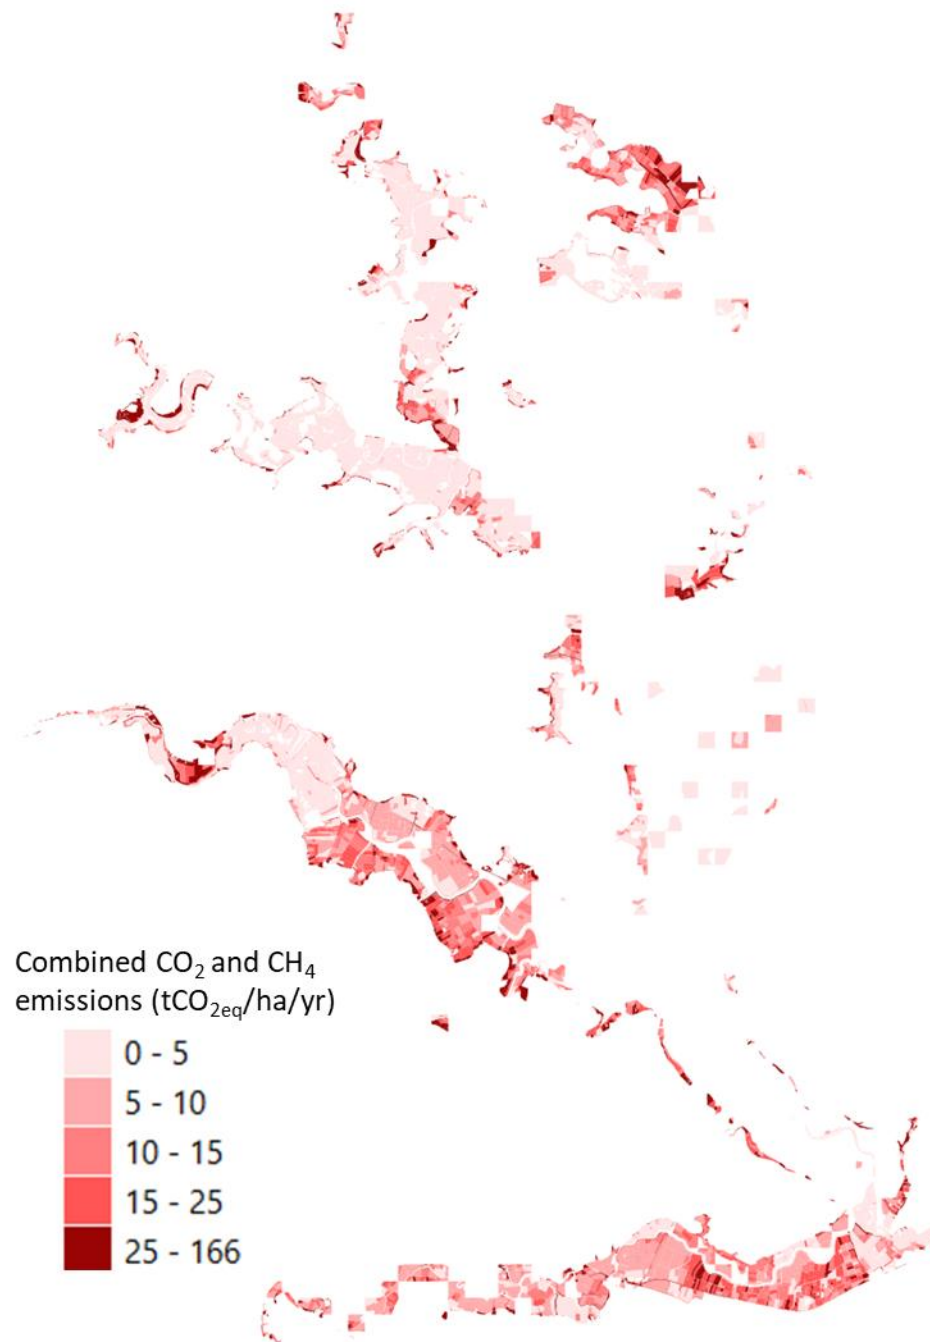 Combined CO₂ and CH₄
emissions (tCO₂eq/ha/yr)
0 - 5
5 - 10
10 - 15
15 - 25
25 - 166